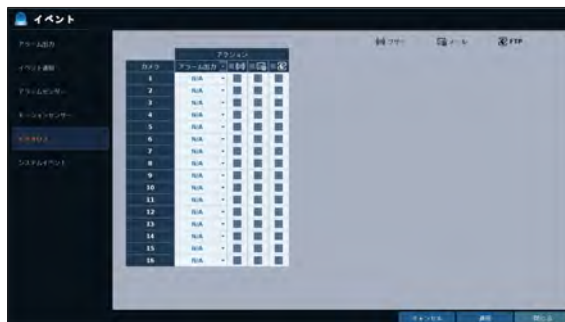 イベント
アラーム出力
イベント通知
アラームセンサー
モーションセンサー
ビデオロス
システムイベント
ブザー メール FTP
アクション
カメラ アラーム出力
1 N/A
2 N/A
3 N/A
4 N/A
5 N/A
6 N/A
7 N/A
8 N/A
9 N/A
10 N/A
11 N/A
12 N/A
13 N/A
14 N/A
15 N/A
16 N/A
キャンセル 適用 閉じる